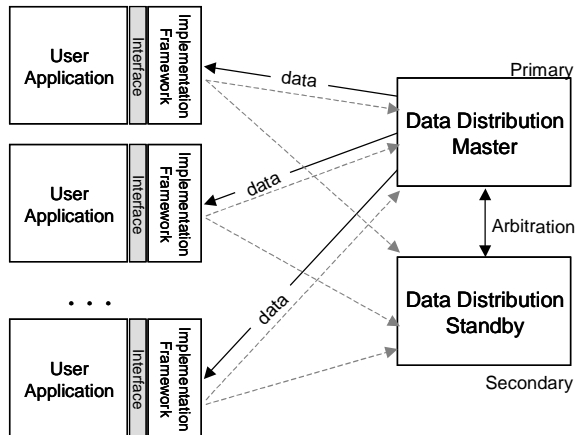 User
Application
Interface
Implementation
Framework
data
Primary
Data Distribution
Master
User
Application
Interface
Implementation
Framework
data
Arbitration
. . .
User
Application
Interface
Implementation
Framework
data
Data Distribution
Standby
Secondary